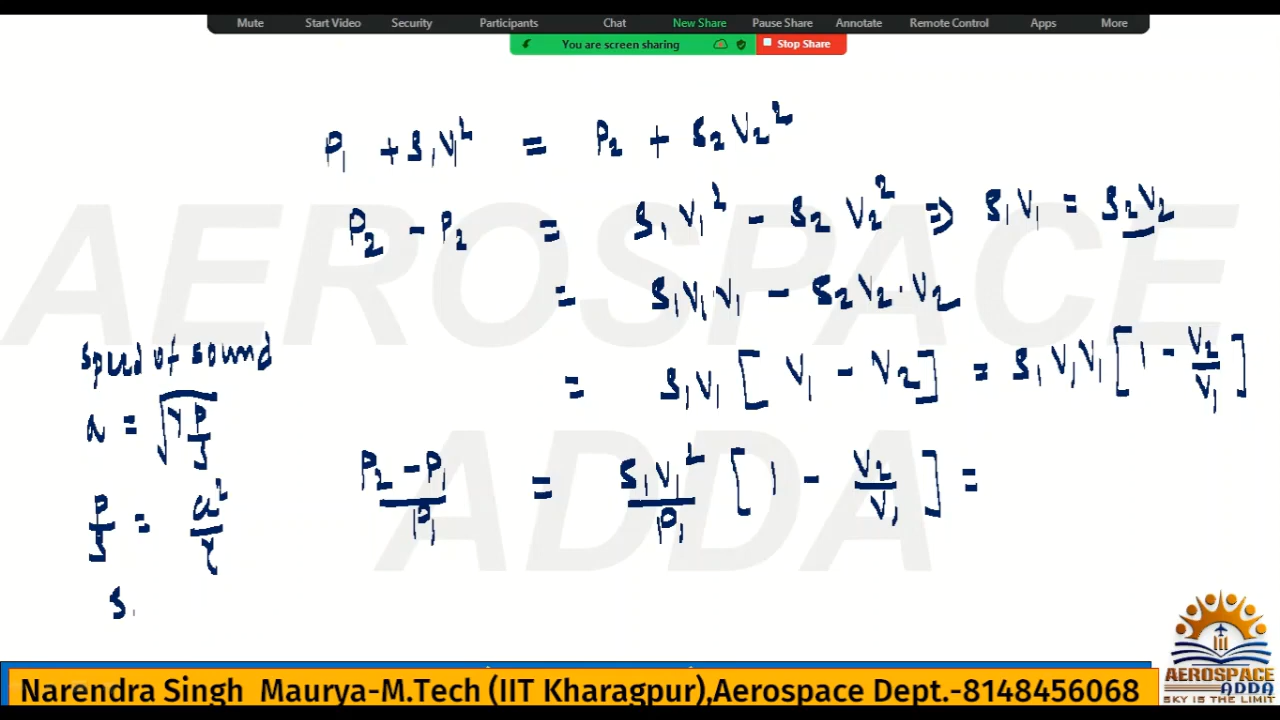 Mute Start Video Security Participants Chat New Share Pause Share Annotate Remote Control Apps More
You are screen sharing Stop Share
P₁ + ρ₁V₁² = P₂ + ρ₂V₂²
P₂ - P₂ = ρ₁V₁² - ρ₂V₂² ⇒ ρ₁V₁ = ρ₂V₂
= ρ₁V₁·V₁ - ρ₂V₂·V₂
= ρ₁V₁[V₁ - V₂] = ρ₁V₁V₁[1 - V₂/V₁]
(P₂ - P₁)/P₁ = ρ₁V₁²/P₁ [1 - V₂/V₁] =
speed of sound
a = √(γP/ρ)
P/ρ = a²/γ
ρ.
AEROSPACE
ADDA
AEROSPACE
ADDA
SKY IS THE LIMIT
Narendra Singh Maurya-M.Tech (IIT Kharagpur),Aerospace Dept.-8148456068